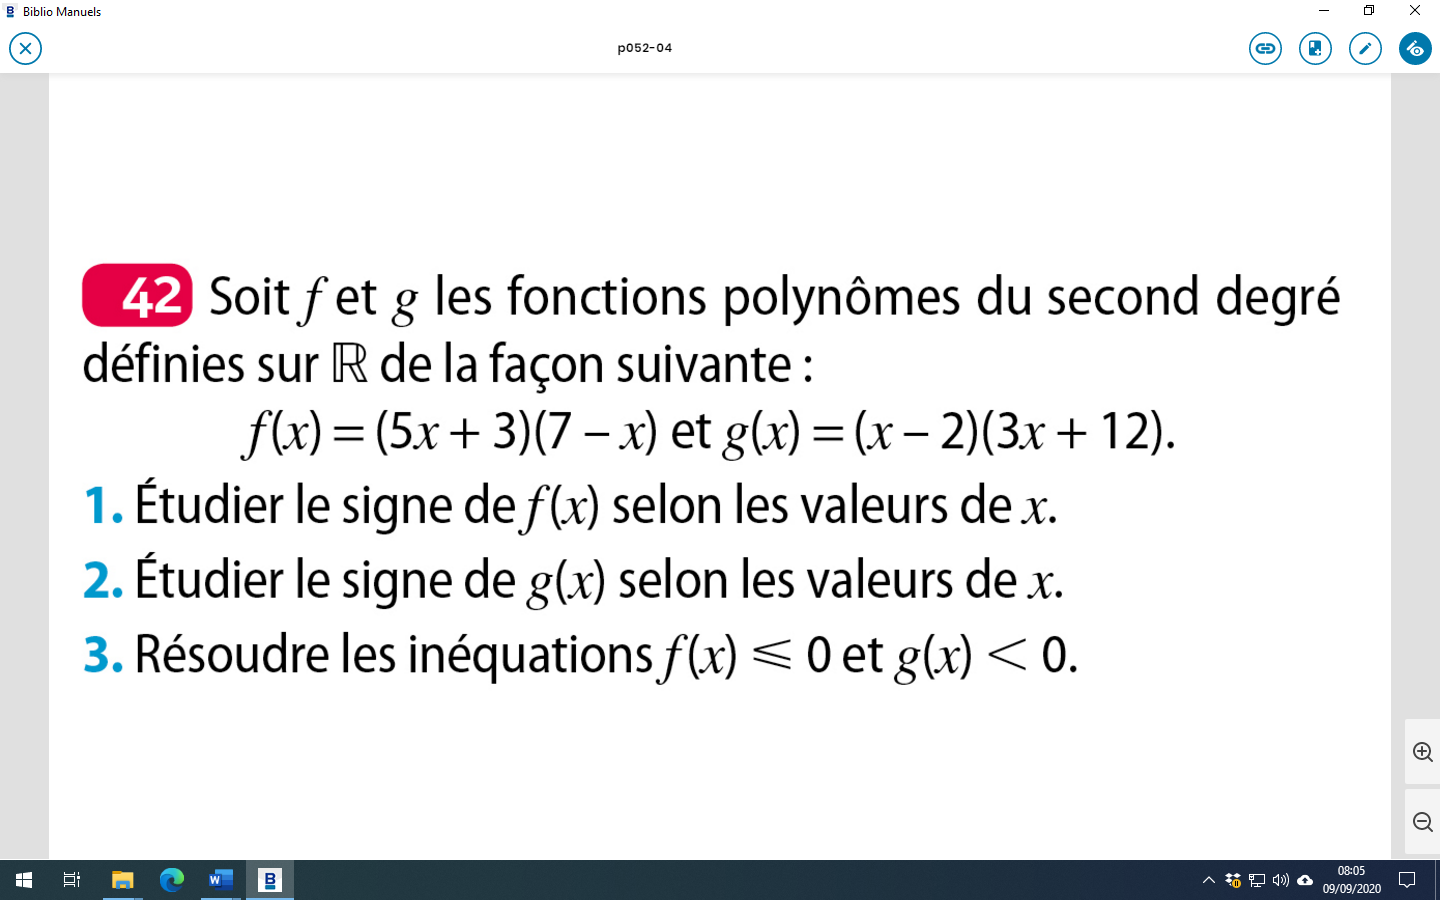 Biblio Manuels
p052-04
42 Soit f et g les fonctions polynômes du second degré
définies sur ℝ de la façon suivante :
f(x) = (5x + 3)(7 – x) et g(x) = (x – 2)(3x + 12).
1. Étudier le signe de f(x) selon les valeurs de x.
2. Étudier le signe de g(x) selon les valeurs de x.
3. Résoudre les inéquations f(x) ⩽ 0 et g(x) < 0.
08:05
09/09/2020